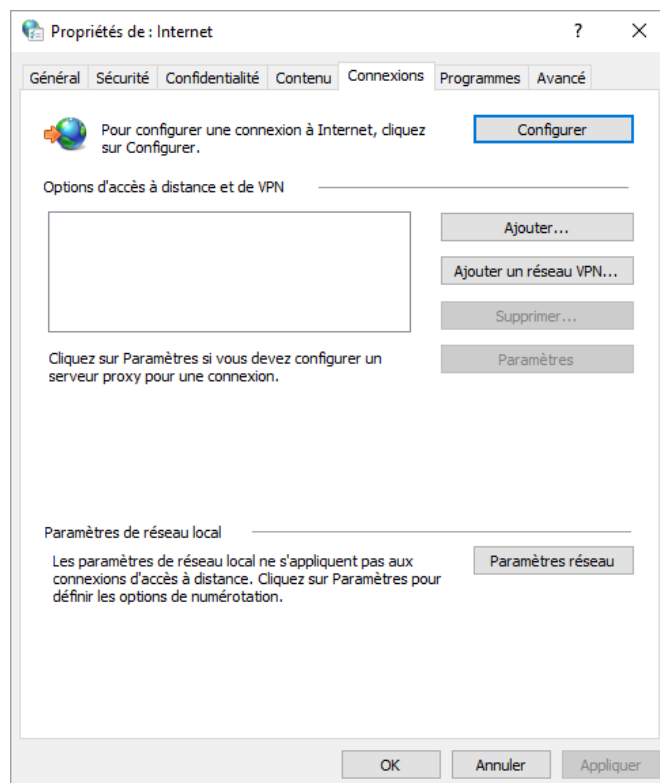 Propriétés de : Internet
?
Général Sécurité Confidentialité Contenu Connexions Programmes Avancé
Pour configurer une connexion à Internet, cliquez
sur Configurer.
Configurer
Options d'accès à distance et de VPN
Ajouter...
Ajouter un réseau VPN...
Supprimer...
Cliquez sur Paramètres si vous devez configurer un
serveur proxy pour une connexion.
Paramètres
Paramètres de réseau local
Les paramètres de réseau local ne s'appliquent pas aux
connexions d'accès à distance. Cliquez sur Paramètres pour
définir les options de numérotation.
Paramètres réseau
OK Annuler Appliquer